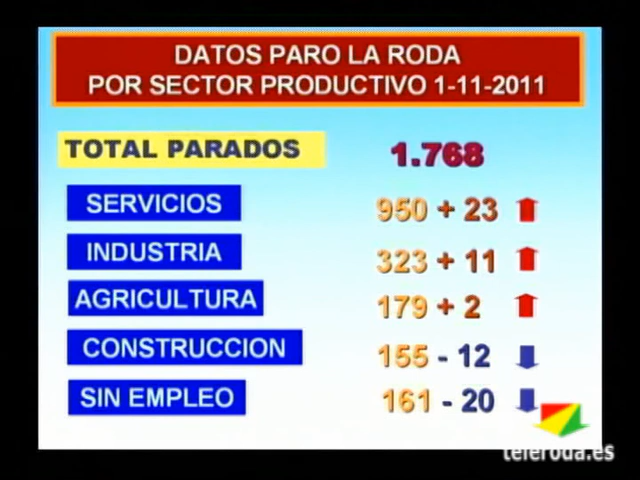 DATOS PARO LA RODA
POR SECTOR PRODUCTIVO 1-11-2011
TOTAL PARADOS 1.768
SERVICIOS 950 + 23
INDUSTRIA 323 + 11
AGRICULTURA 179 + 2
CONSTRUCCION 155 - 12
SIN EMPLEO 161 - 20
teleroda.es